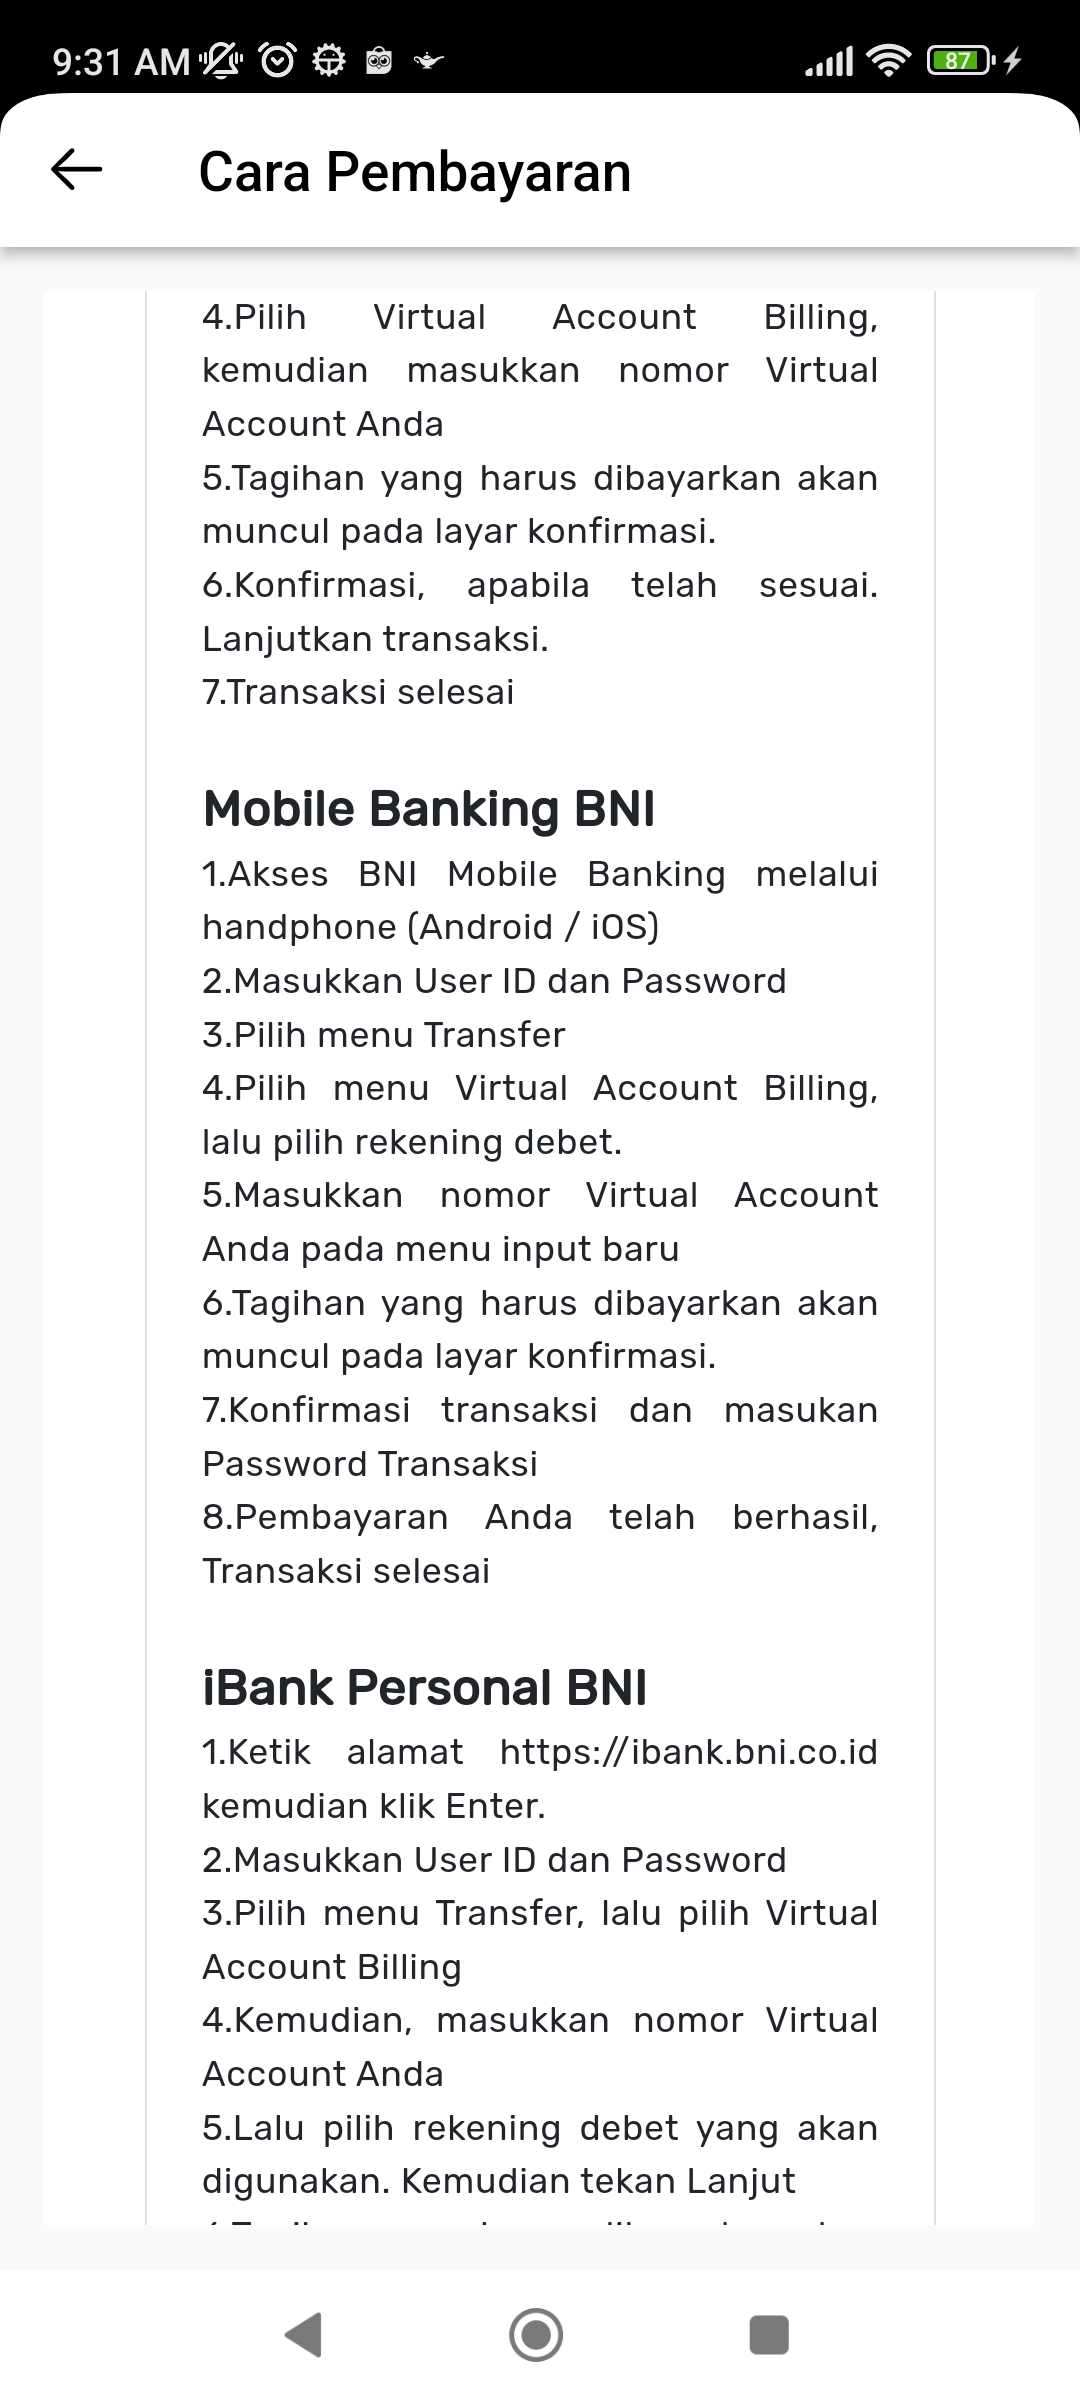 9:31 AM
87
Cara Pembayaran
4.Pilih Virtual Account Billing,
kemudian masukkan nomor Virtual
Account Anda
5.Tagihan yang harus dibayarkan akan
muncul pada layar konfirmasi.
6.Konfirmasi, apabila telah sesuai.
Lanjutkan transaksi.
7.Transaksi selesai
Mobile Banking BNI
1.Akses BNI Mobile Banking melalui
handphone (Android / iOS)
2.Masukkan User ID dan Password
3.Pilih menu Transfer
4.Pilih menu Virtual Account Billing,
lalu pilih rekening debet.
5.Masukkan nomor Virtual Account
Anda pada menu input baru
6.Tagihan yang harus dibayarkan akan
muncul pada layar konfirmasi.
7.Konfirmasi transaksi dan masukan
Password Transaksi
8.Pembayaran Anda telah berhasil,
Transaksi selesai
iBank Personal BNI
1.Ketik alamat https://ibank.bni.co.id
kemudian klik Enter.
2.Masukkan User ID dan Password
3.Pilih menu Transfer, lalu pilih Virtual
Account Billing
4.Kemudian, masukkan nomor Virtual
Account Anda
5.Lalu pilih rekening debet yang akan
digunakan. Kemudian tekan Lanjut